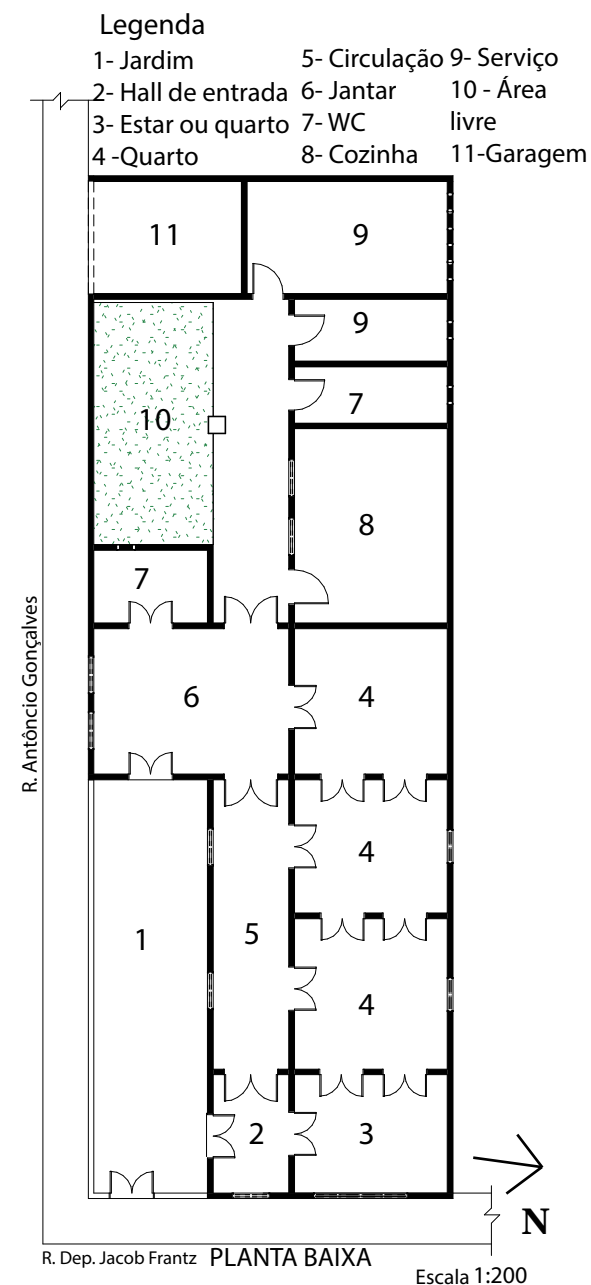 Legenda
1- Jardim
2- Hall de entrada
3- Estar ou quarto
4 -Quarto
5- Circulação
6- Jantar
7- WC
8- Cozinha
9- Serviço
10 - Área
livre
11-Garagem
11
9
9
10
7
8
7
6
4
4
1
5
4
2
3
R. Antôncio Gonçalves
N
R. Dep. Jacob Frantz
PLANTA BAIXA
Escala 1:200